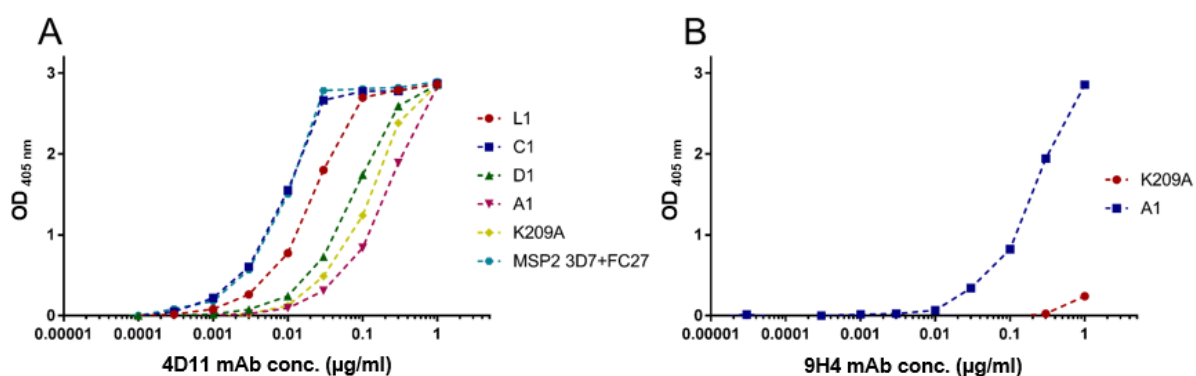 A
3
2
1
0
OD 405 nm
0.00001 0.0001 0.001 0.01 0.1 1
4D11 mAb conc. (µg/ml)
L1
C1
D1
A1
K209A
MSP2 3D7+FC27
B
3
2
1
0
OD 405 nm
0.00001 0.0001 0.001 0.01 0.1 1
9H4 mAb conc. (µg/ml)
K209A
A1